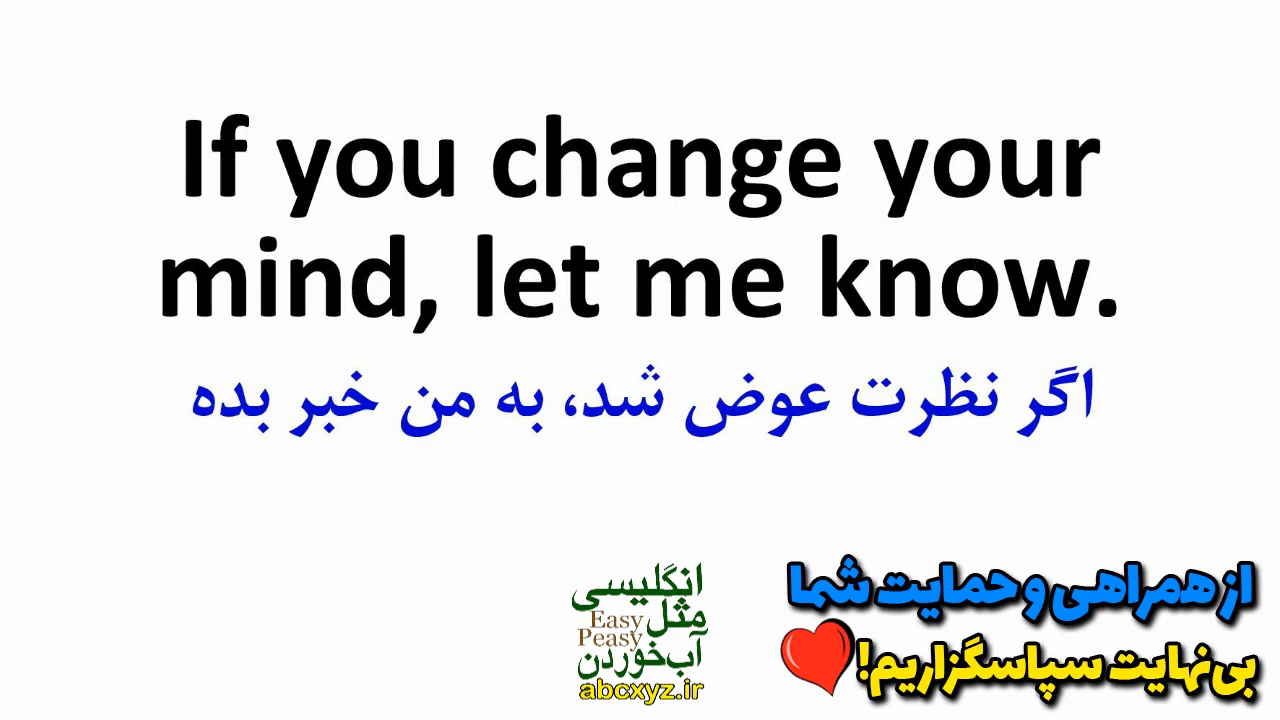 If you change your
mind, let me know.
اگر نظرت عوض شد، به من خبر بده
انگلیسی
مثل
Easy
Peasy
آب‌خوردن
abcxyz.ir
از همراهی و حمایت شما
بی‌نهایت سپاسگزاریم!